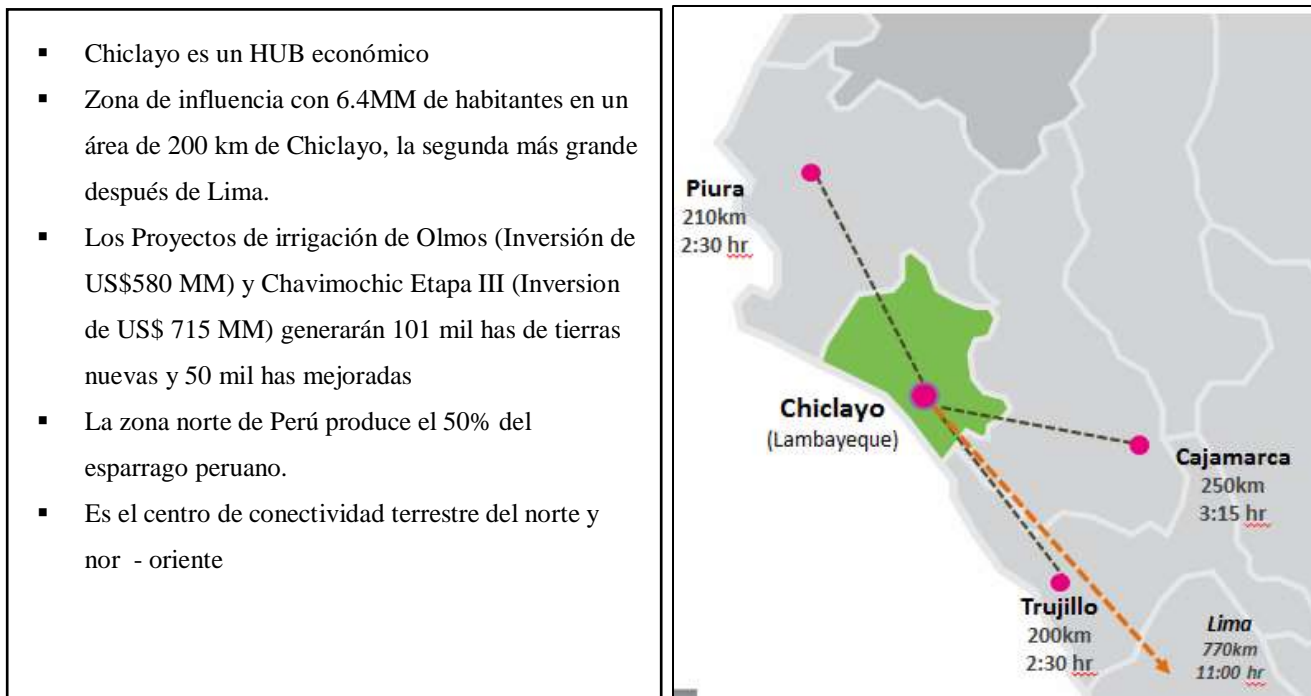 ▪ Chiclayo es un HUB económico
▪ Zona de influencia con 6.4MM de habitantes en un
área de 200 km de Chiclayo, la segunda más grande
después de Lima.
▪ Los Proyectos de irrigación de Olmos (Inversión de
US$580 MM) y Chavimochic Etapa III (Inversion
de US$ 715 MM) generarán 101 mil has de tierras
nuevas y 50 mil has mejoradas
▪ La zona norte de Perú produce el 50% del
esparrago peruano.
▪ Es el centro de conectividad terrestre del norte y
nor - oriente
Piura
210km
2:30 hr
Chiclayo
(Lambayeque)
Cajamarca
250km
3:15 hr
Trujillo
200km
2:30 hr
Lima
770km
11:00 hr